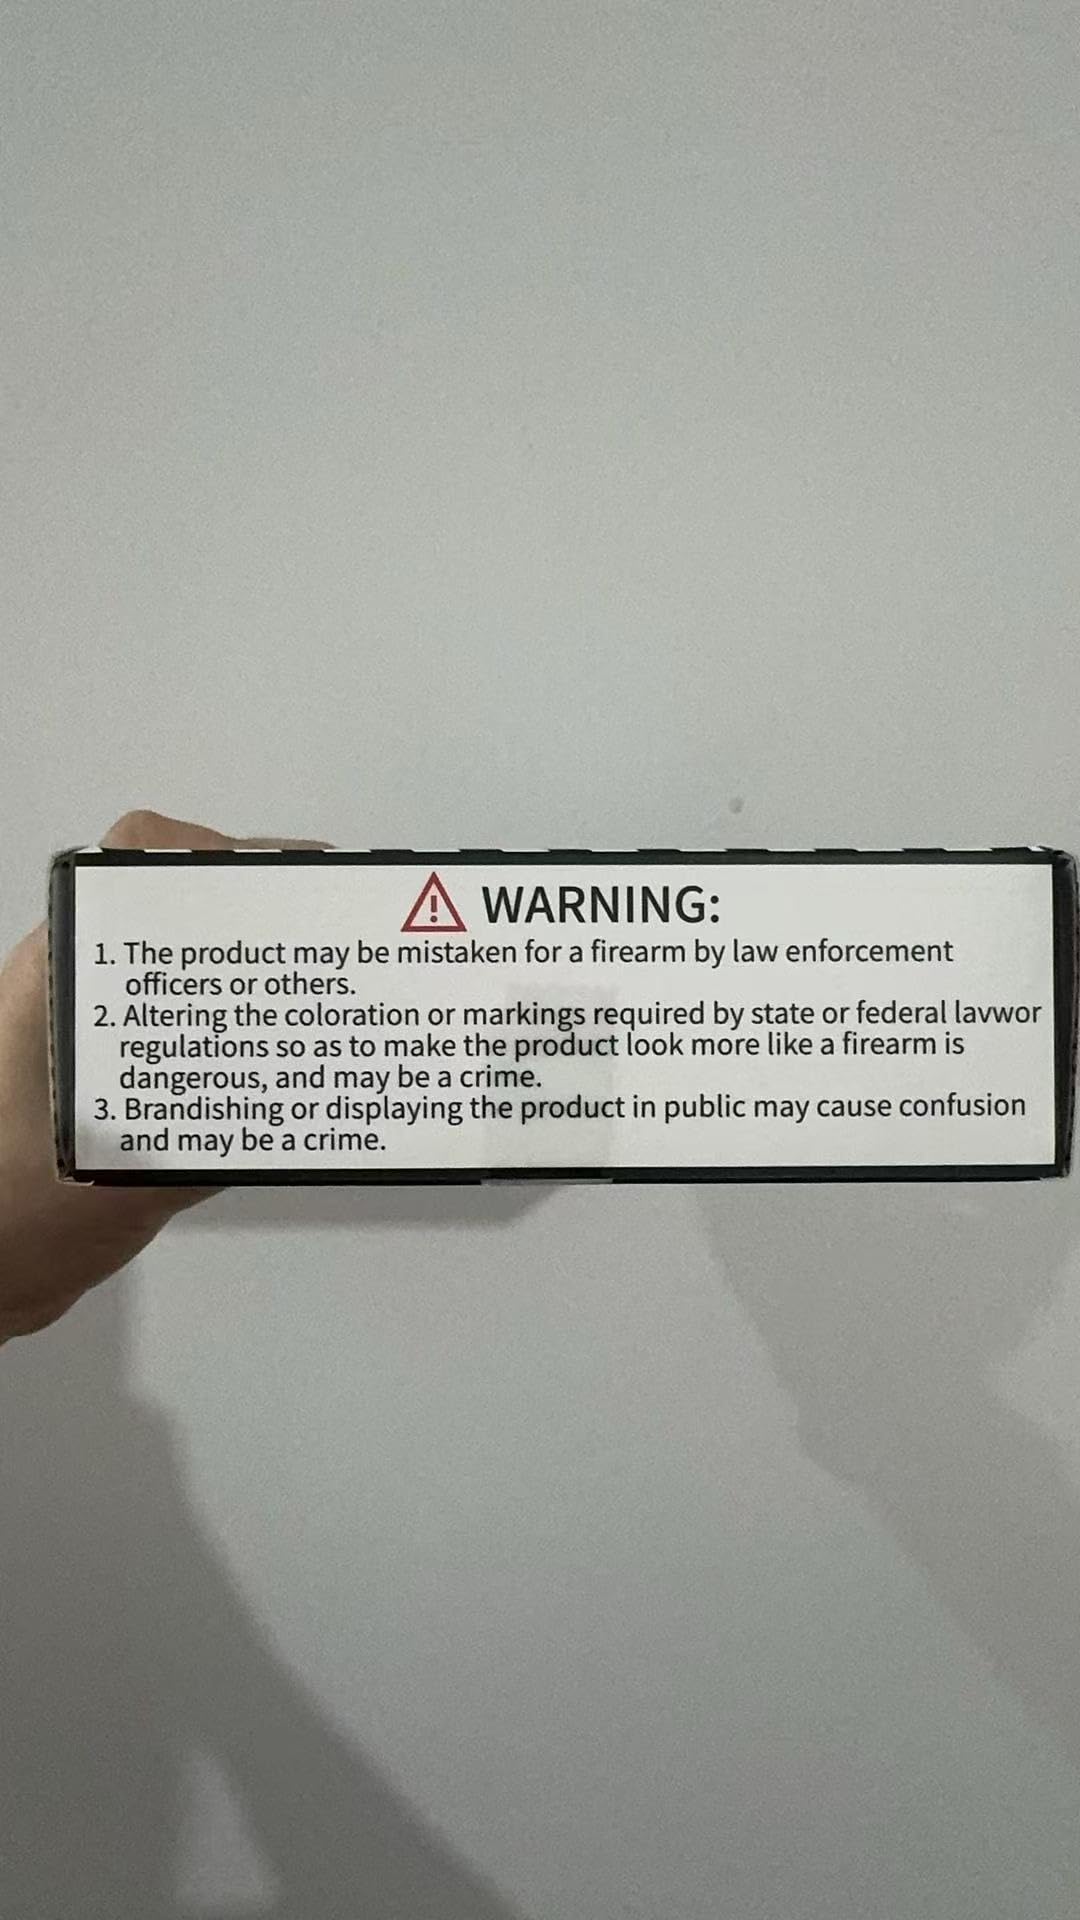 WARNING:
1. The product may be mistaken for a firearm by law enforcement
officers or others.
2. Altering the coloration or markings required by state or federal lavwor
regulations so as to make the product look more like a firearm is
dangerous, and may be a crime.
3. Brandishing or displaying the product in public may cause confusion
and may be a crime.